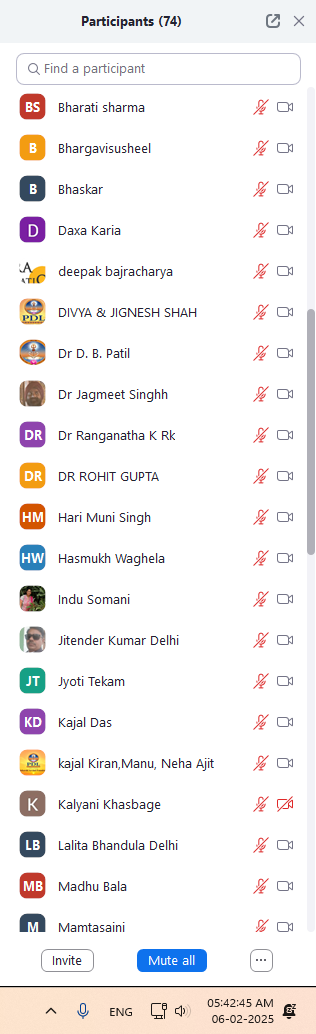 Participants (74)
Find a participant
BS Bharati sharma
B Bhargavisusheel
B Bhaskar
D Daxa Karia
deepak bajracharya
PDL DIVYA & JIGNESH SHAH
Dr D. B. Patil
Dr Jagmeet Singhh
DR Dr Ranganatha K Rk
DR DR ROHIT GUPTA
HM Hari Muni Singh
HW Hasmukh Waghela
Indu Somani
Jitender Kumar Delhi
JT Jyoti Tekam
KD Kajal Das
PDL kajal Kiran,Manu, Neha Ajit
K Kalyani Khasbage
LB Lalita Bhandula Delhi
MB Madhu Bala
M Mamtasaini
Invite Mute all ...
ENG 05:42:45 AM
06-02-2025